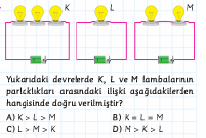 K L M
Yukarıdaki devrelerde K, L ve M lambalarının
parlaklıkları arasındaki ilişki aşağıdakilerden
hangisinde doğru verilmiştir?
A) K > L > M B) K = L = M
C) L > M > K D) M > K > L